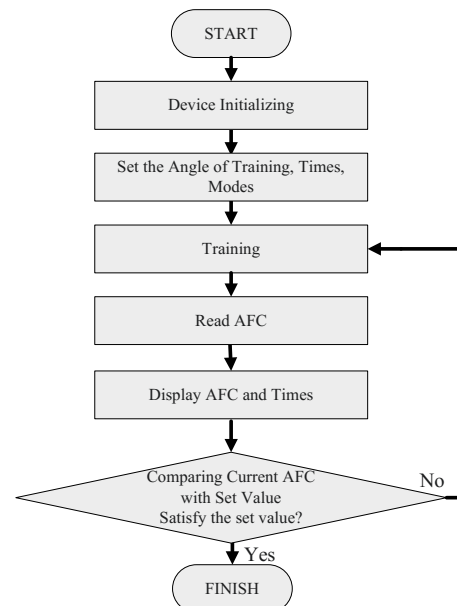 START
Device Initializing
Set the Angle of Training, Times,
Modes
Training
Read AFC
Display AFC and Times
Comparing Current AFC
with Set Value
Satisfy the set value?
No
Yes
FINISH